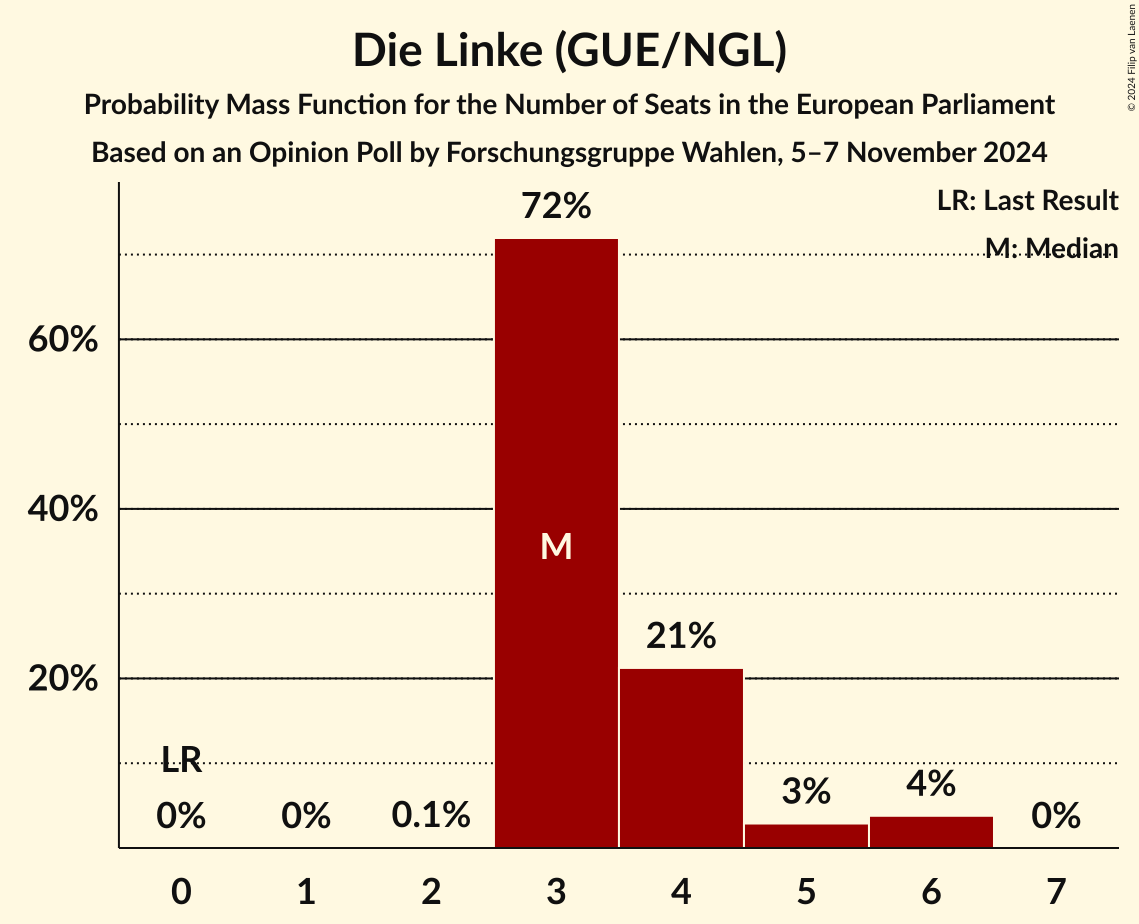 Die Linke (GUE/NGL)
Probability Mass Function for the Number of Seats in the European Parliament
Based on an Opinion Poll by Forschungsgruppe Wahlen, 5–7 November 2024
© 2024 Filip van Laenen
LR: Last Result
M: Median
72%
60%
40%
M
21%
20%
LR
0%
0%
0.1%
3%
4%
0%
0 1 2 3 4 5 6 7